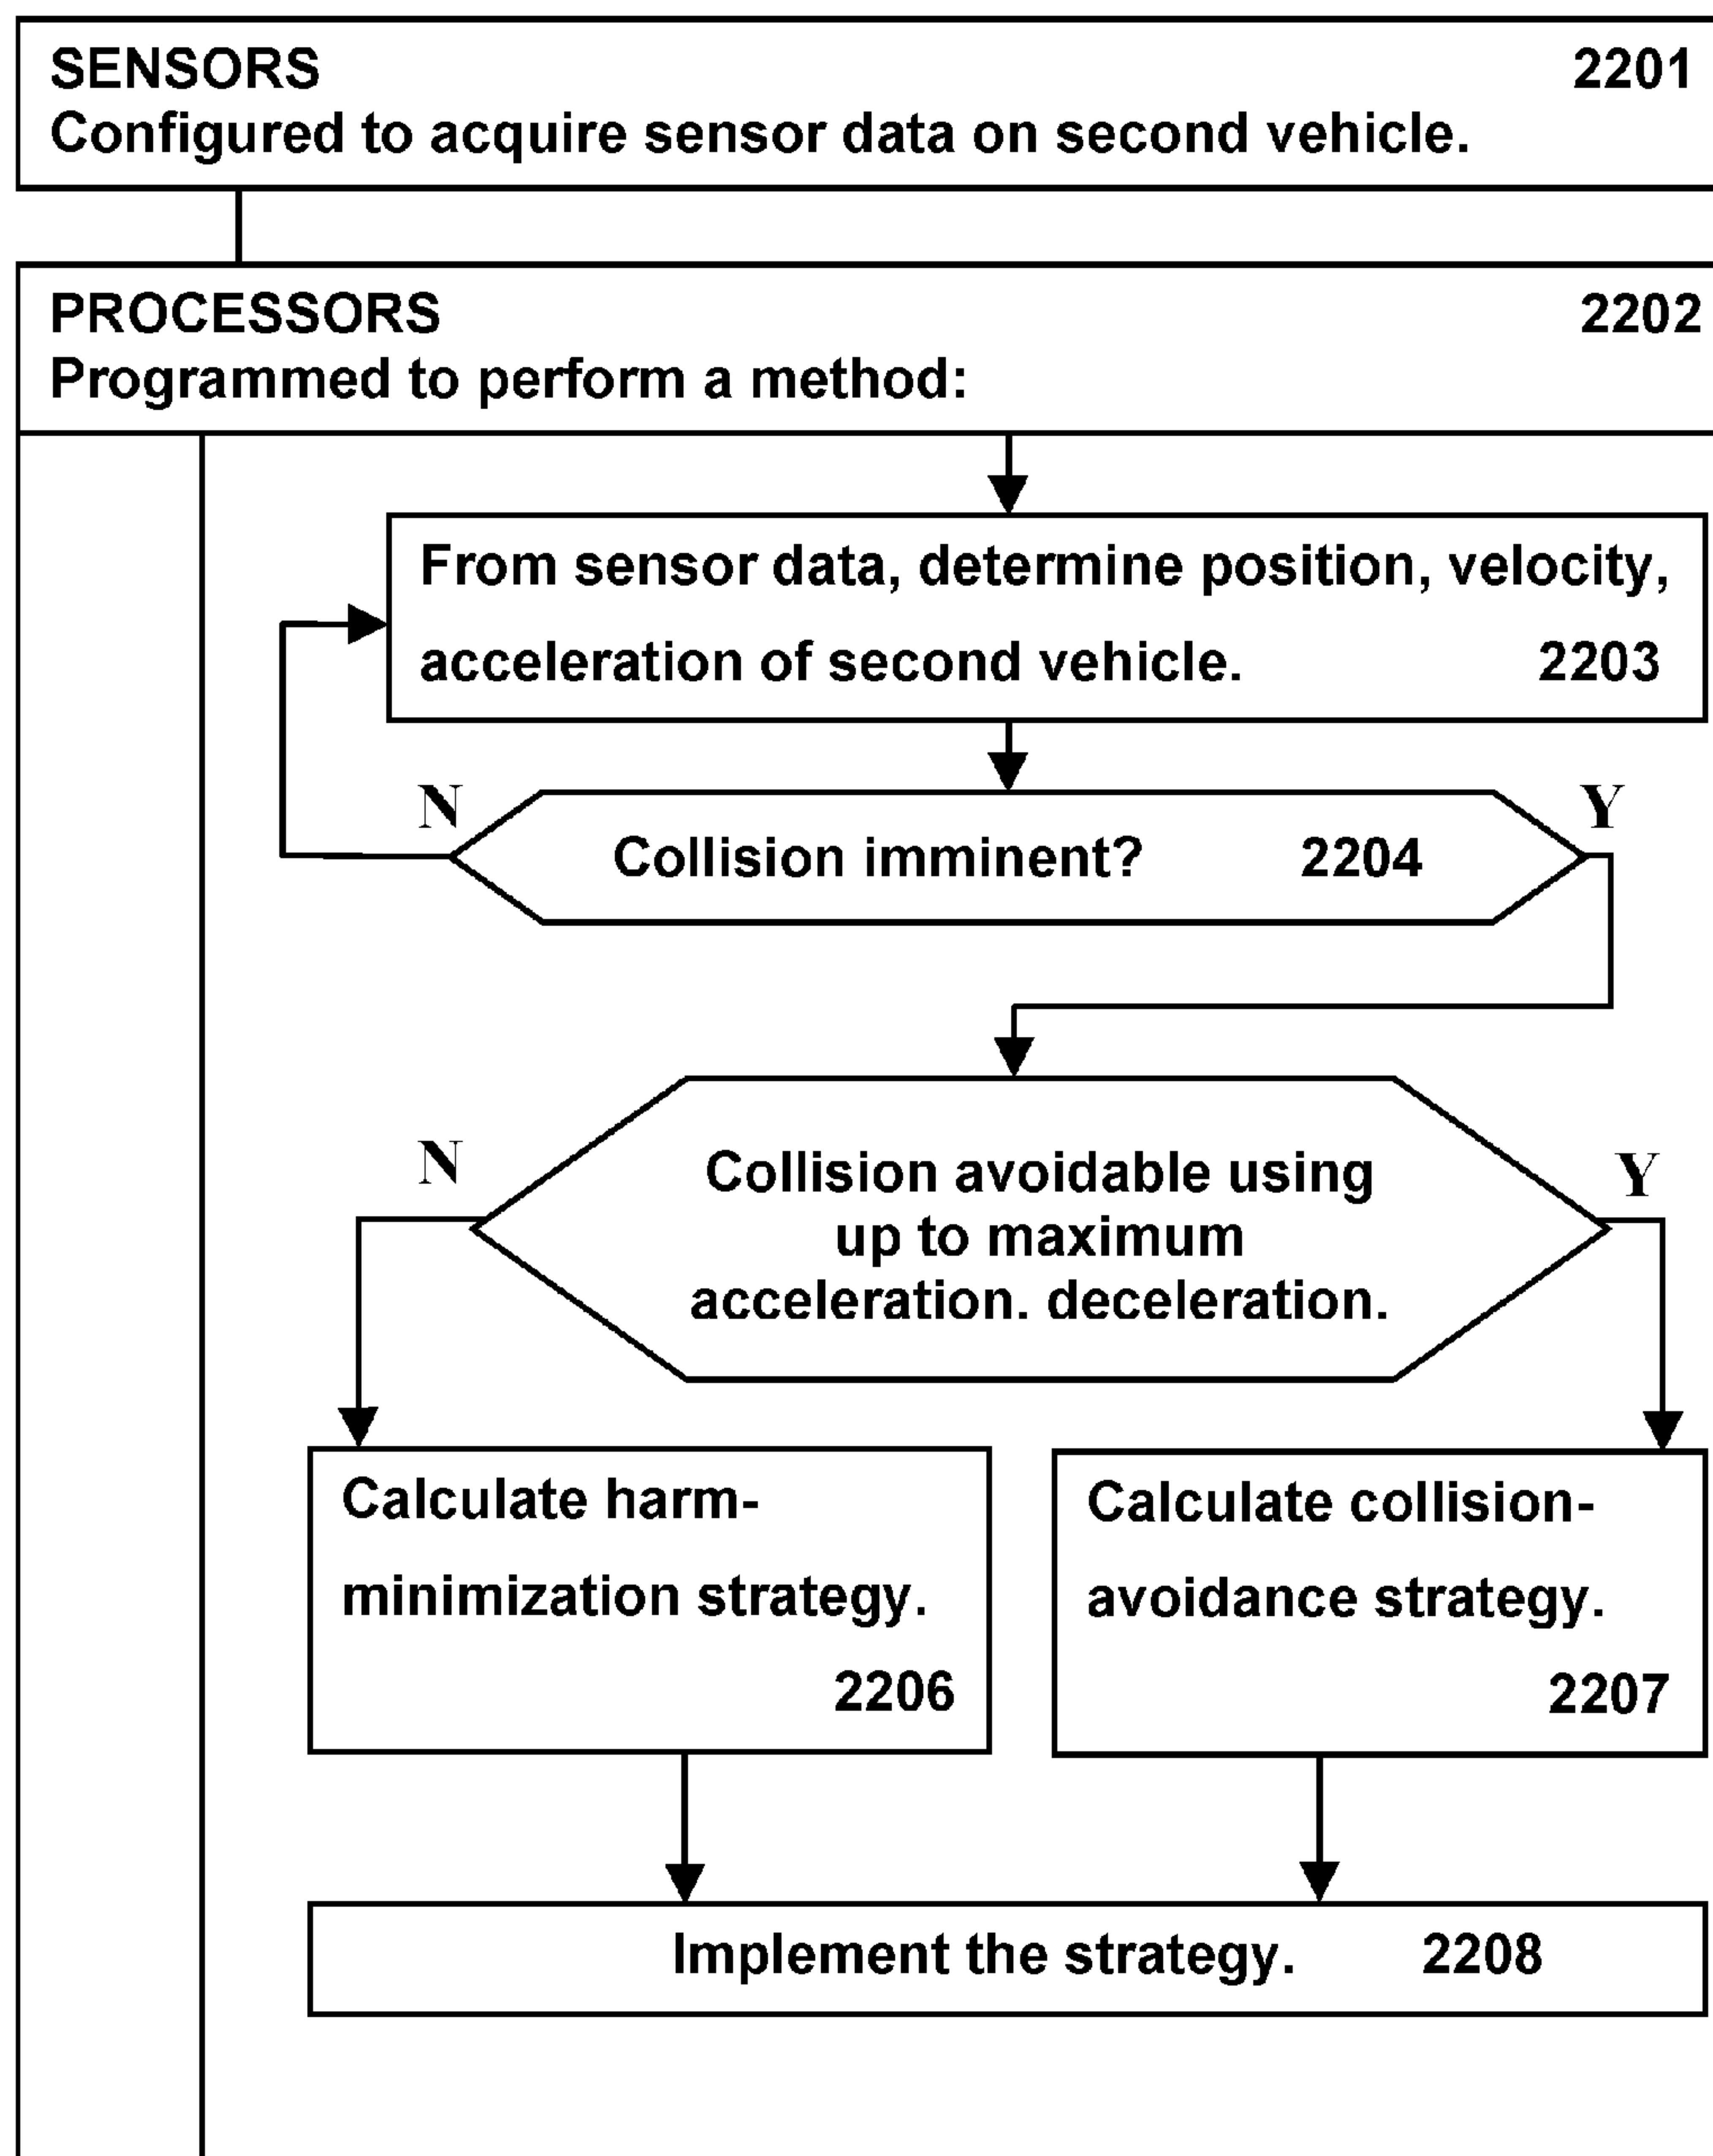 SENSORS 2201
Configured to acquire sensor data on second vehicle.
PROCESSORS 2202
Programmed to perform a method:
From sensor data, determine position, velocity,
acceleration of second vehicle. 2203
N
Y
Collision imminent? 2204
N
Y
Collision avoidable using
up to maximum
acceleration. deceleration.
Calculate harm-
minimization strategy.
2206
Calculate collision-
avoidance strategy.
2207
Implement the strategy. 2208